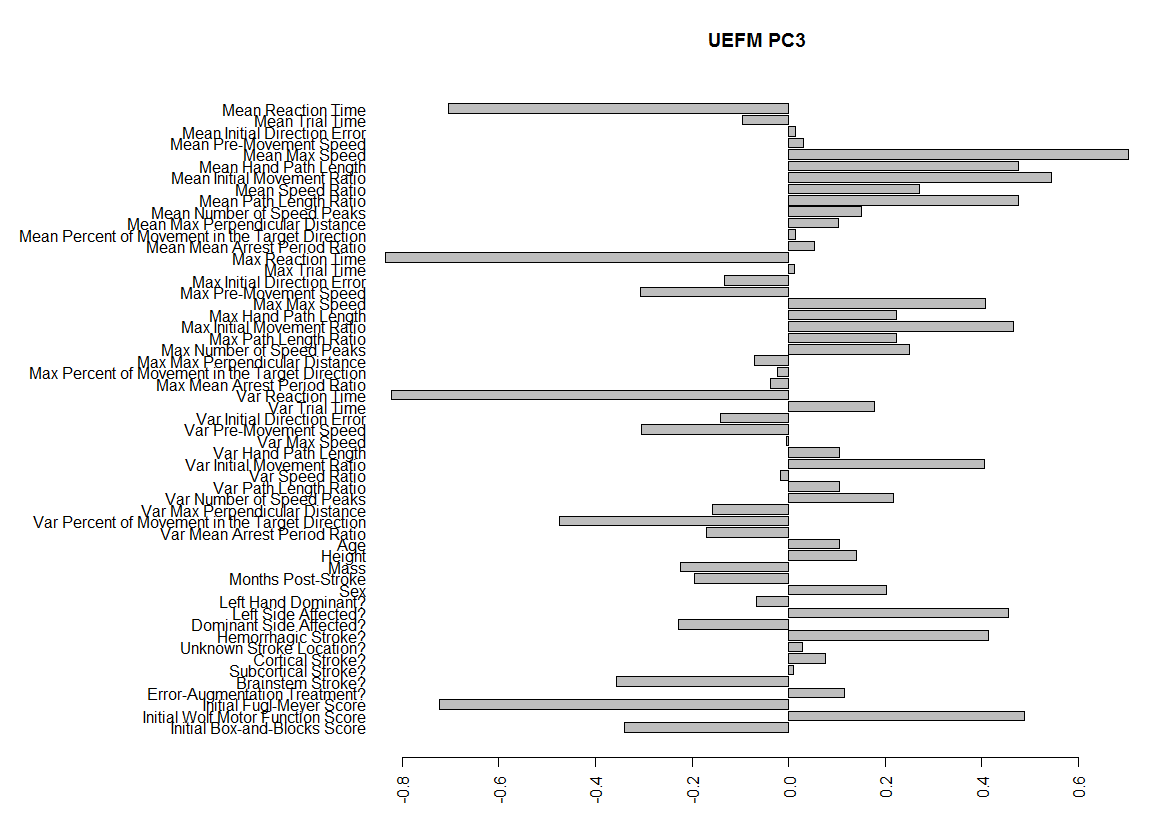 UEFM PC3
Mean Reaction Time
Mean Trial Time
Mean Initial Direction Error
Mean Pre-Movement Speed
Mean Max Speed
Mean Hand Path Length
Mean Initial Movement Ratio
Mean Speed Ratio
Mean Path Length Ratio
Mean Number of Speed Peaks
Mean Max Perpendicular Distance
Mean Percent of Movement in the Target Direction
Mean Mean Arrest Period Ratio
Max Reaction Time
Max Trial Time
Max Initial Direction Error
Max Pre-Movement Speed
Max Max Speed
Max Hand Path Length
Max Initial Movement Ratio
Max Path Length Ratio
Max Number of Speed Peaks
Max Max Perpendicular Distance
Max Percent of Movement in the Target Direction
Max Mean Arrest Period Ratio
Var Reaction Time
Var Trial Time
Var Initial Direction Error
Var Pre-Movement Speed
Var Max Speed
Var Hand Path Length
Var Initial Movement Ratio
Var Speed Ratio
Var Path Length Ratio
Var Number of Speed Peaks
Var Max Perpendicular Distance
Var Percent of Movement in the Target Direction
Var Mean Arrest Period Ratio
Age
Height
Mass
Months Post-Stroke
Sex
Left Hand Dominant?
Left Side Affected?
Dominant Side Affected?
Hemorrhagic Stroke?
Unknown Stroke Location?
Cortical Stroke?
Subcortical Stroke?
Brainstem Stroke?
Error-Augmentation Treatment?
Initial Fugl-Meyer Score
Initial Wolf Motor Function Score
Initial Box-and-Blocks Score
-0.8 -0.6 -0.4 -0.2 0.0 0.2 0.4 0.6